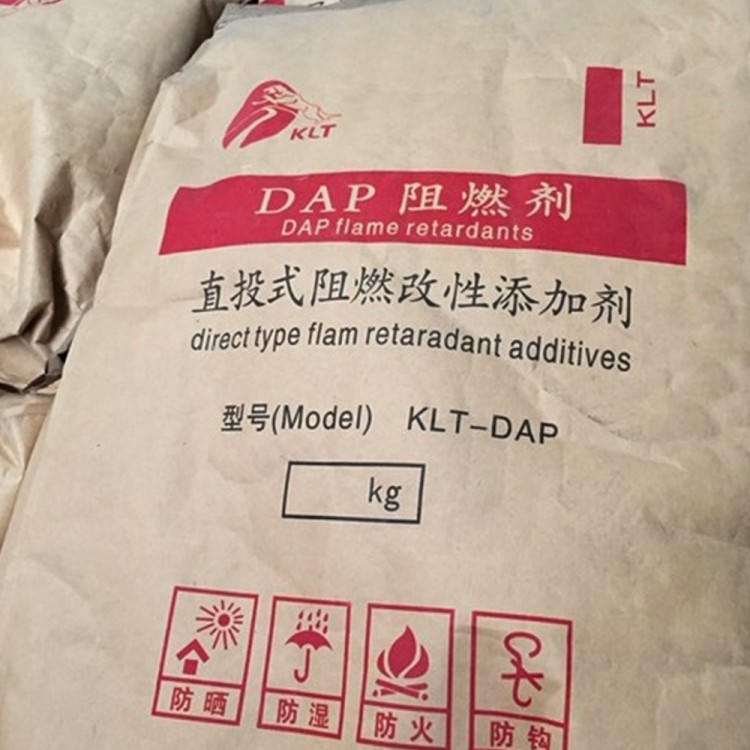 KLT
KLT
DAP 阻燃剂
DAP flame retardants
直投式阻燃改性添加剂
direct type flam retaradant additives
型号(Model) KLT-DAP
kg
防晒 防湿 防火 防钩